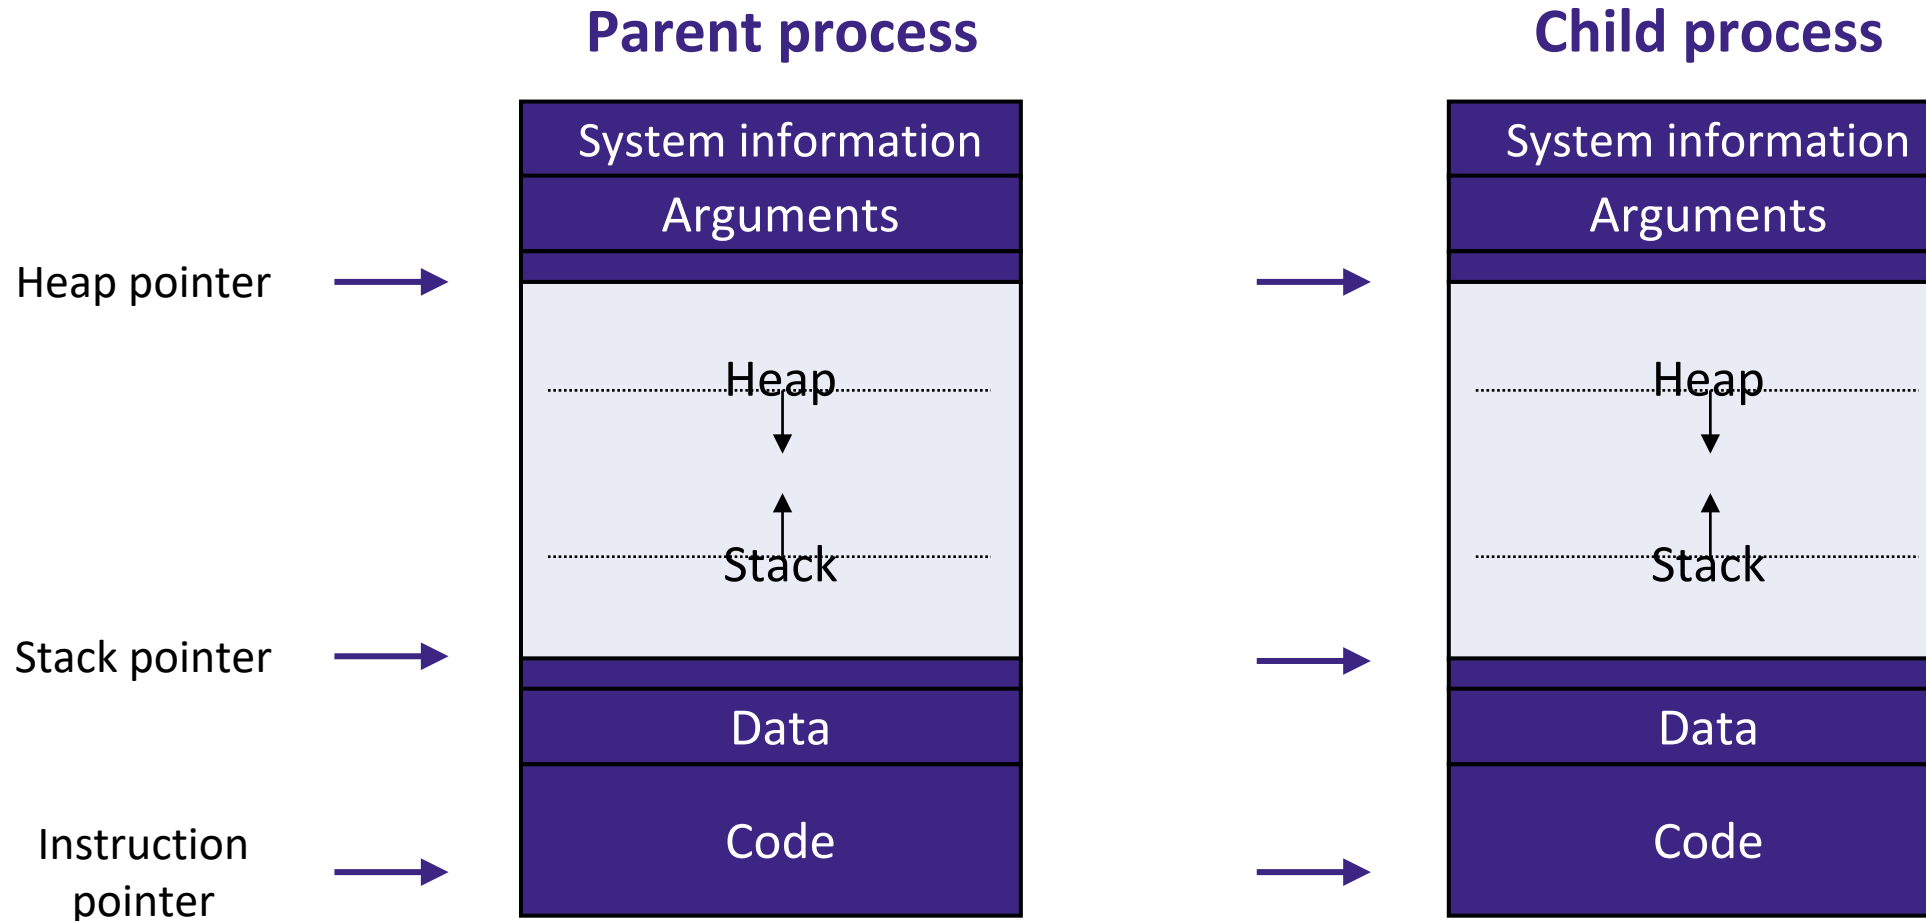 Parent process
Child process
System information
System information
Arguments
Arguments
Heap pointer
Heap
Heap
Stack
Stack
Stack pointer
Data
Data
Instruction
pointer
Code
Code